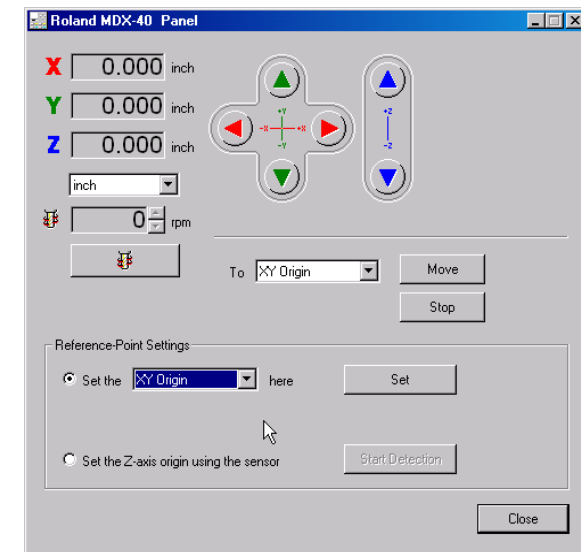 Roland MDX-40 Panel
X 0.000 inch
Y 0.000 inch
Z 0.000 inch
+Y
-X +X
-Y
+Z
-Z
inch
0 rpm
To XY Origin Move
Stop
Reference-Point Settings
Set the XY Origin here Set
Set the Z-axis origin using the sensor Start Detection
Close